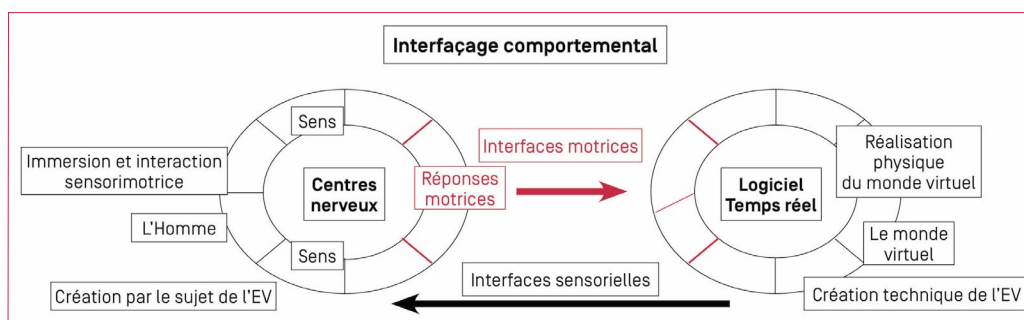 Interfaçage comportemental
Sens
Immersion et interaction
sensorimotrice
Centres
nerveux
L'Homme
Sens
Création par le sujet de l'EV
Réponses
motrices
Interfaces motrices
Interfaces sensorielles
Logiciel
Temps réel
Réalisation
physique
du monde virtuel
Le monde
virtuel
Création technique de l'EV